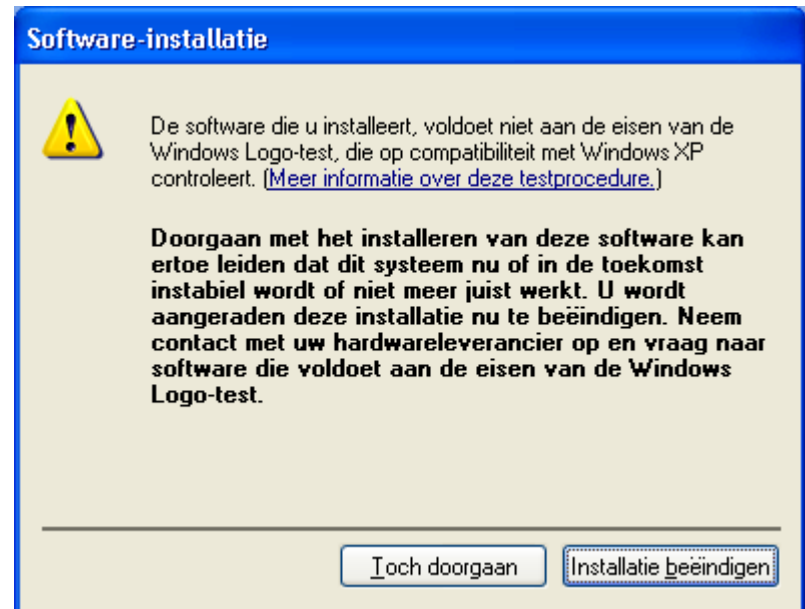 Software-installatie
De software die u installeert, voldoet niet aan de eisen van de
Windows Logo-test, die op compatibiliteit met Windows XP
controleert. (Meer informatie over deze testprocedure.)
Doorgaan met het installeren van deze software kan
ertoe leiden dat dit systeem nu of in de toekomst
instabiel wordt of niet meer juist werkt. U wordt
aangeraden deze installatie nu te beëindigen. Neem
contact met uw hardwareleverancier op en vraag naar
software die voldoet aan de eisen van de Windows
Logo-test.
Toch doorgaan
Installatie beëindigen